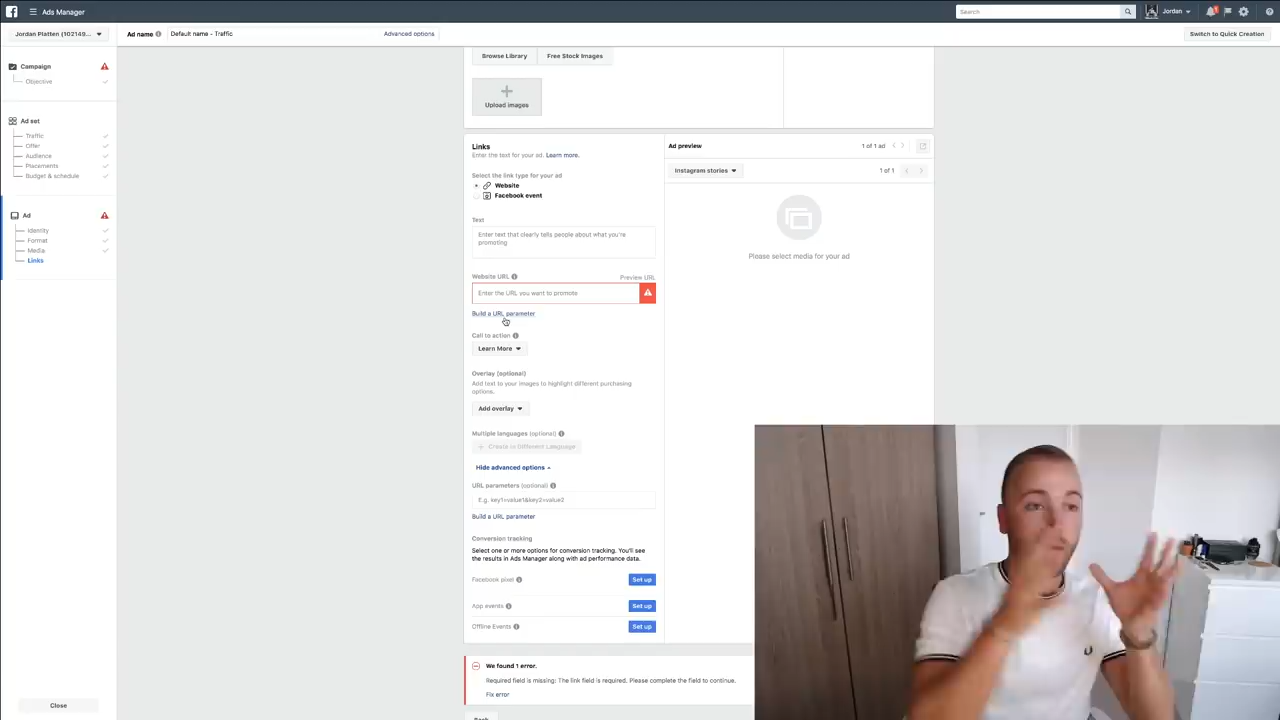 Ads Manager
Search
Jordan
Jordan Platten (102149...
Ad name
Default name - Traffic
Advanced options
Switch to Quick Creation
Campaign
Objective
Ad set
Traffic
Offer
Audience
Placements
Budget & schedule
Ad
Identity
Format
Media
Links
Close
Browse Library
Free Stock Images
+
Upload images
Links
Enter the text for your ad. Learn more.
Select the link type for your ad
Website
Facebook event
Text
Enter text that clearly tells people about what you're
promoting
Website URL
Preview URL
Enter the URL you want to promote
Build a URL parameter
Call to action
Learn More
Overlay (optional)
Add text to your images to highlight different purchasing
options.
Add overlay
Multiple languages (optional)
+ Create in Different Language
Hide advanced options
URL parameters (optional)
E.g. key1=value1&key2=value2
Build a URL parameter
Conversion tracking
Select one or more options for conversion tracking. You'll see
the results in Ads Manager along with ad performance data.
Facebook pixel
Set up
App events
Set up
Offline Events
Set up
Ad preview
1 of 1 ad
Instagram stories
1 of 1
Please select media for your ad
We found 1 error.
Required field is missing: The link field is required. Please complete the field to continue.
Fix error
Back